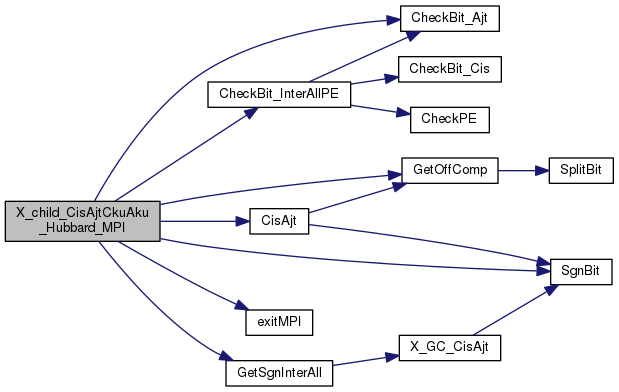 CheckBit_Ajt
CheckBit_InterAllPE
CheckBit_Cis
CheckPE
GetOffComp
SplitBit
X_child_CisAjtCkuAku
_Hubbard_MPI
CisAjt
SgnBit
exitMPI
X_GC_CisAjt
GetSgnInterAll